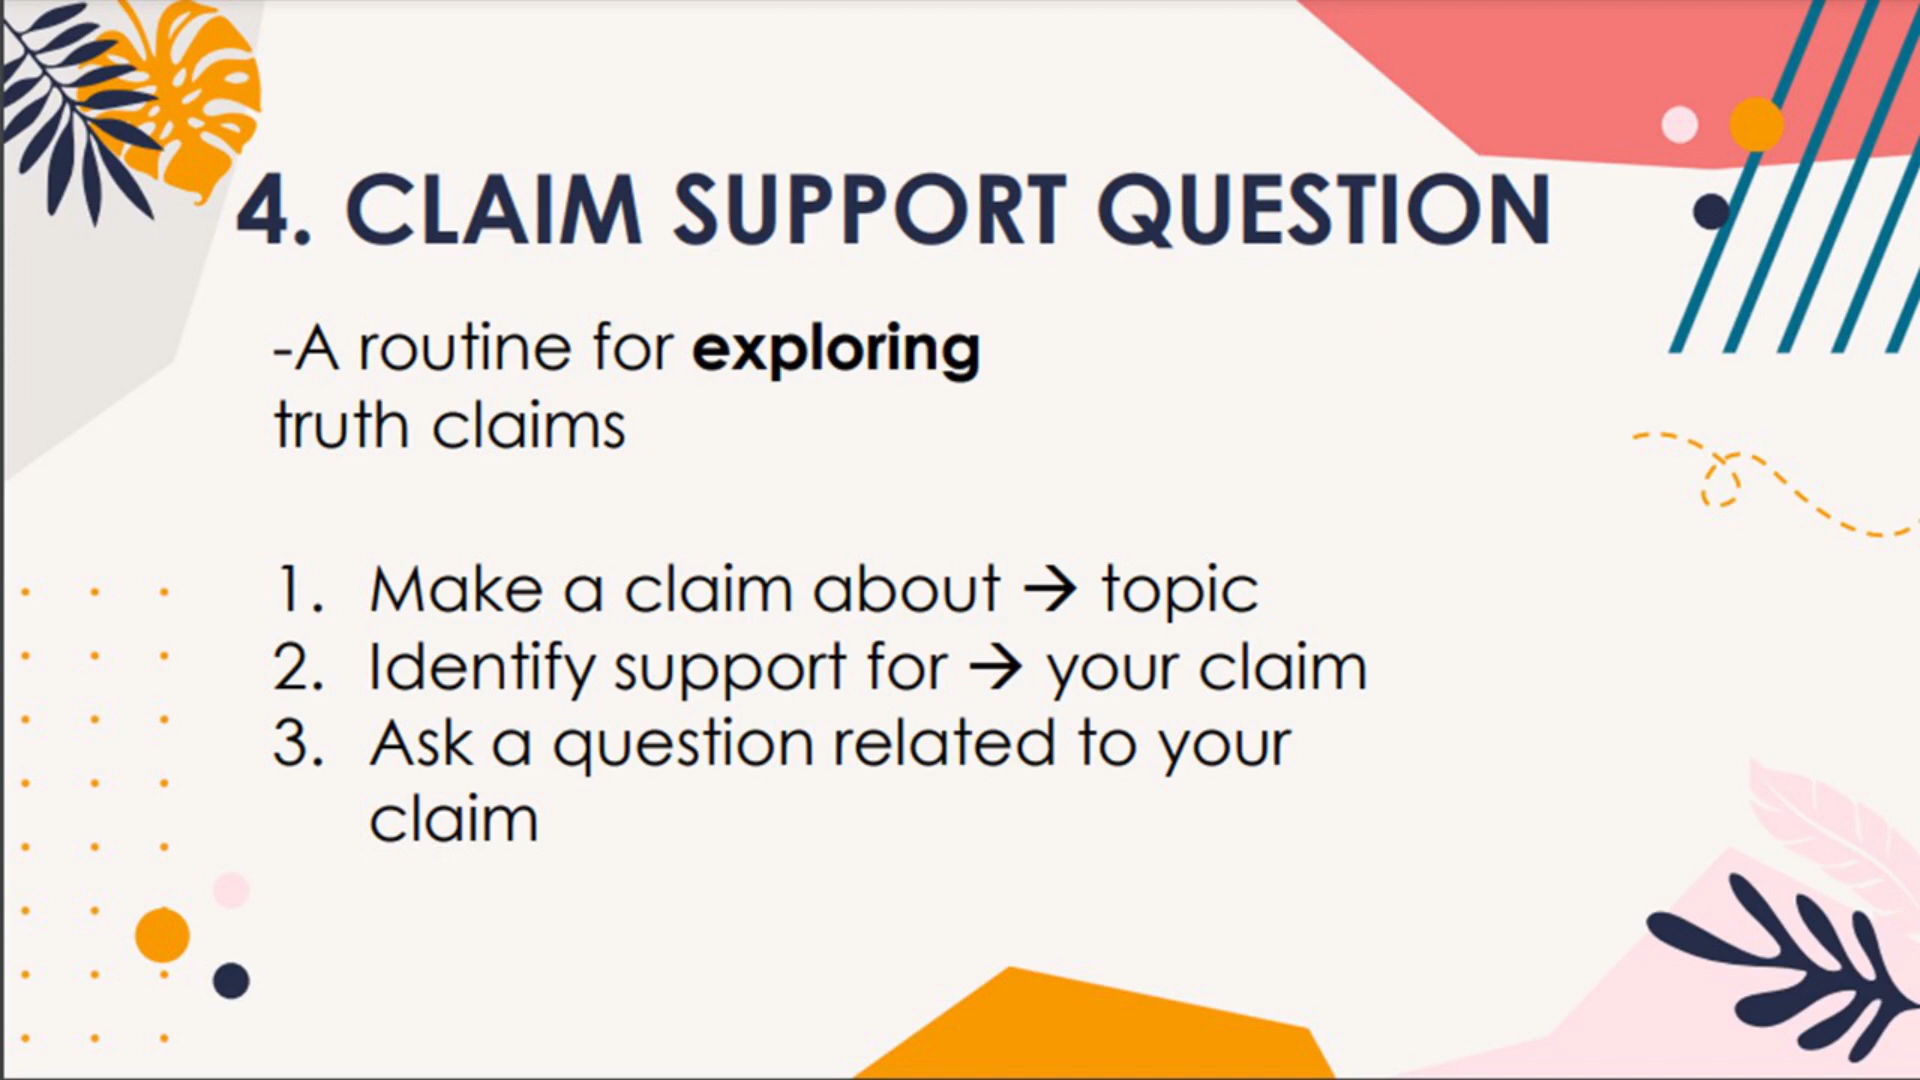 4. CLAIM SUPPORT QUESTION
-A routine for exploring
truth claims
1. Make a claim about → topic
2. Identify support for → your claim
3. Ask a question related to your
claim